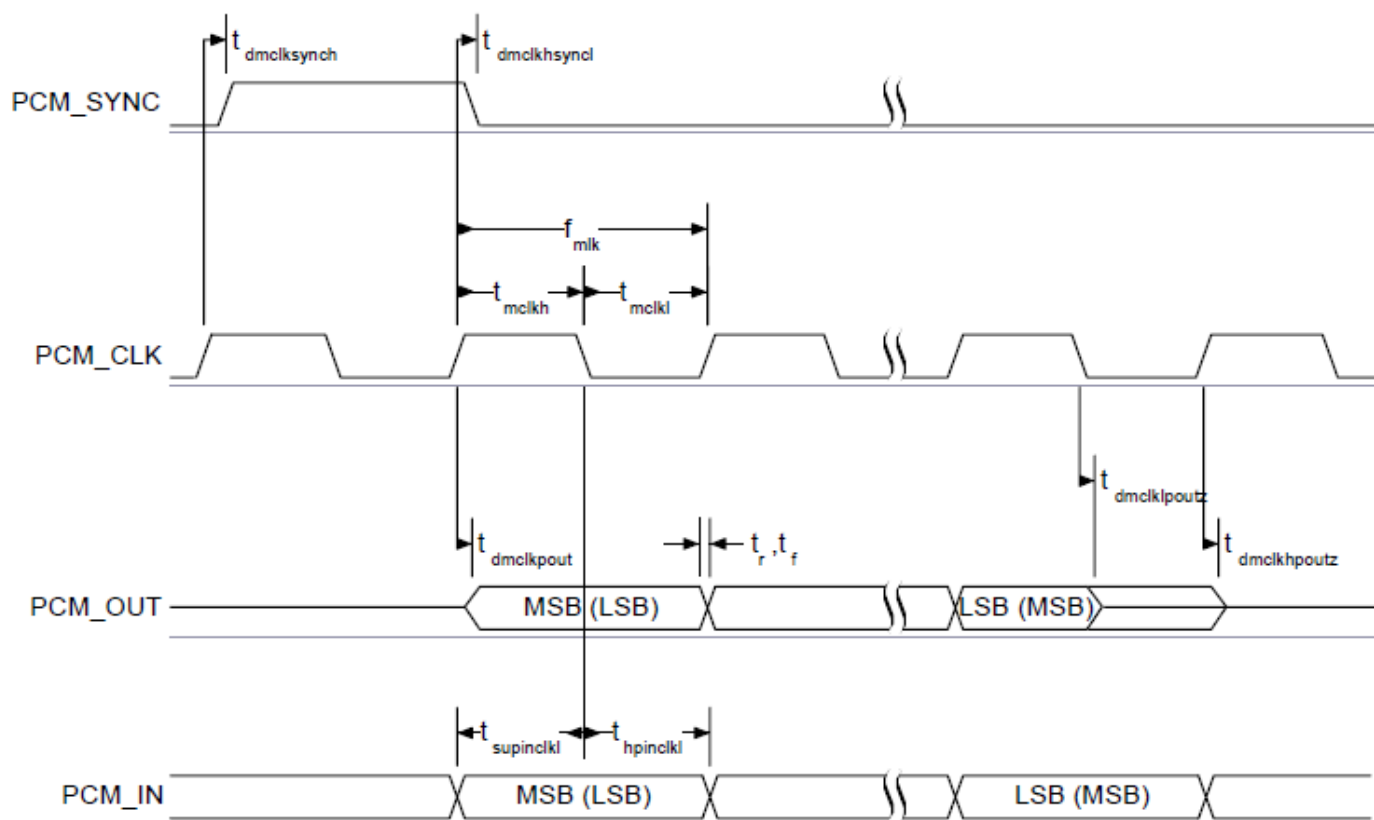 t dmclksynch
t dmclkhsyncl
PCM_SYNC
f mlk
t mclkh
t mclkl
PCM_CLK
t dmclklpoutz
t dmclkpout
t r ,t f
t dmclkhpoutz
PCM_OUT
MSB (LSB)
LSB (MSB)
t supinclkl
t hpinclkl
PCM_IN
MSB (LSB)
LSB (MSB)